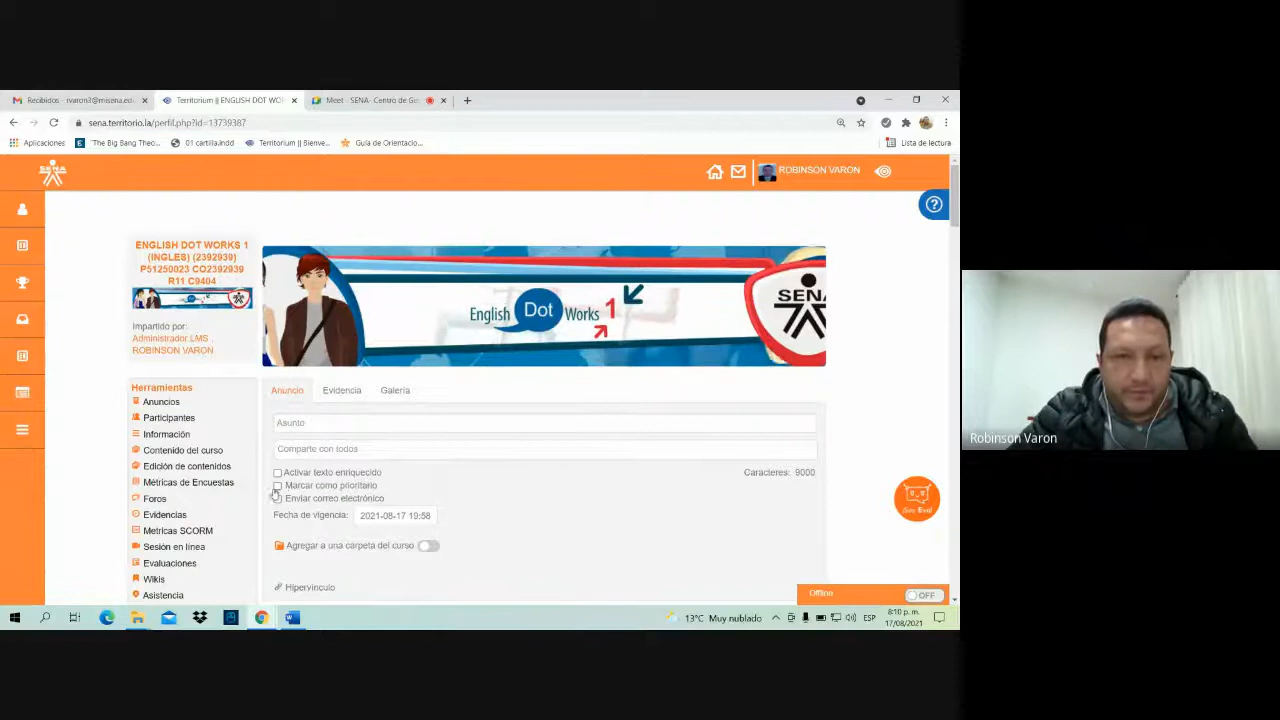 Recibidos - rvaron3@misena.ed
Territorium || ENGLISH DOT WO
Meet - SENA- Centro de Ges
sena.territorio.la/perfil.php?id=13739387
Aplicaciones
'The Big Bang Theo...
01 cartilla.indd
Territorium || Bienve...
Guía de Orientacio...
Lista de lectura
SENA
ROBINSON VARON
ENGLISH DOT WORKS 1
(INGLES) (2392939)
P51250023 CO2392939
R11 C9404
Impartido por:
Administrador LMS ,
ROBINSON VARON
English Dot Works 1
SENA
Herramientas
Anuncios
Participantes
Información
Contenido del curso
Edición de contenidos
Métricas de Encuestas
Foros
Evidencias
Metricas SCORM
Sesión en línea
Evaluaciones
Wikis
Asistencia
Anuncio
Evidencia
Galería
Asunto
Comparte con todos
Activar texto enriquecido
Caracteres: 9000
Marcar como prioritario
Enviar correo electrónico
Fecha de vigencia: 2021-08-17 19:58
Agregar a una carpeta del curso
Hipervínculo
Offline
OFF
13°C Muy nublado
ESP
8:10 p. m.
17/08/2021
Robinson Varon